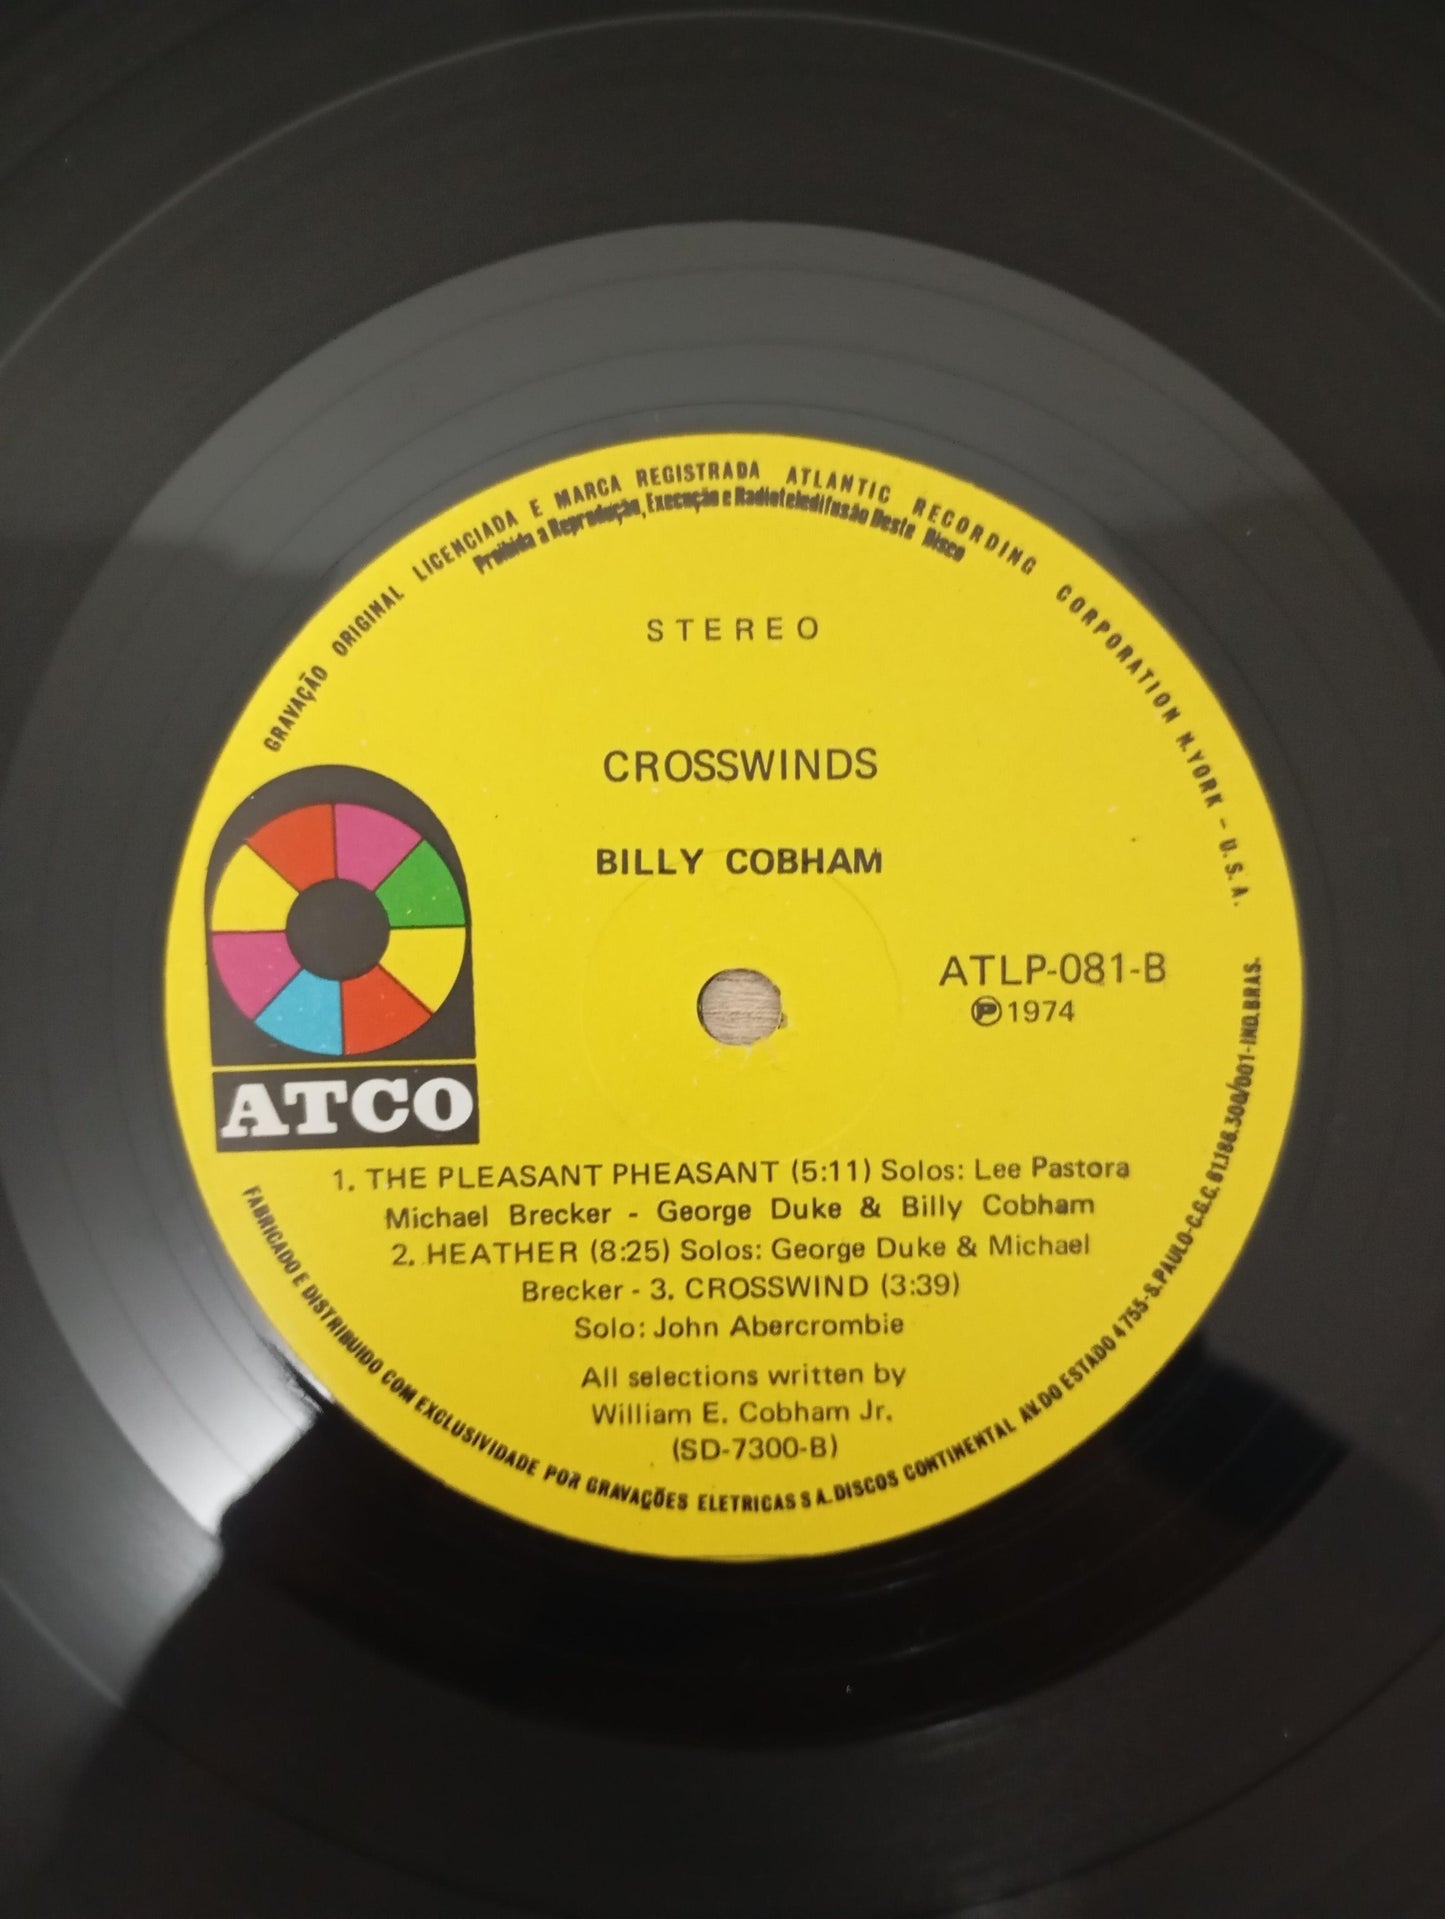 GRAVAÇÃO ORIGINAL LICENCIADA E MARCA REGISTRADA ATLANTIC RECORDING CORPORATION N.YORK - U.S.A.
Proibida a Reprodução, Execução e Radioteledifusão Deste Disco
STEREO
CROSSWINDS
BILLY COBHAM
ATLP-081-B
Ⓟ 1974
ATCO
1. THE PLEASANT PHEASANT (5:11) Solos: Lee Pastora
Michael Brecker - George Duke & Billy Cobham
2. HEATHER (8:25) Solos: George Duke & Michael
Brecker - 3. CROSSWIND (3:39)
Solo: John Abercrombie
All selections written by
William E. Cobham Jr.
(SD-7300-B)
FABRICADO E DISTRIBUIDO COM EXCLUSIVIDADE POR GRAVAÇÕES ELETRICAS S A. DISCOS CONTINENTAL AV. DO ESTADO 4755-S.PAULO-C.G.C. 61.186.300/001-IND.BRAS.